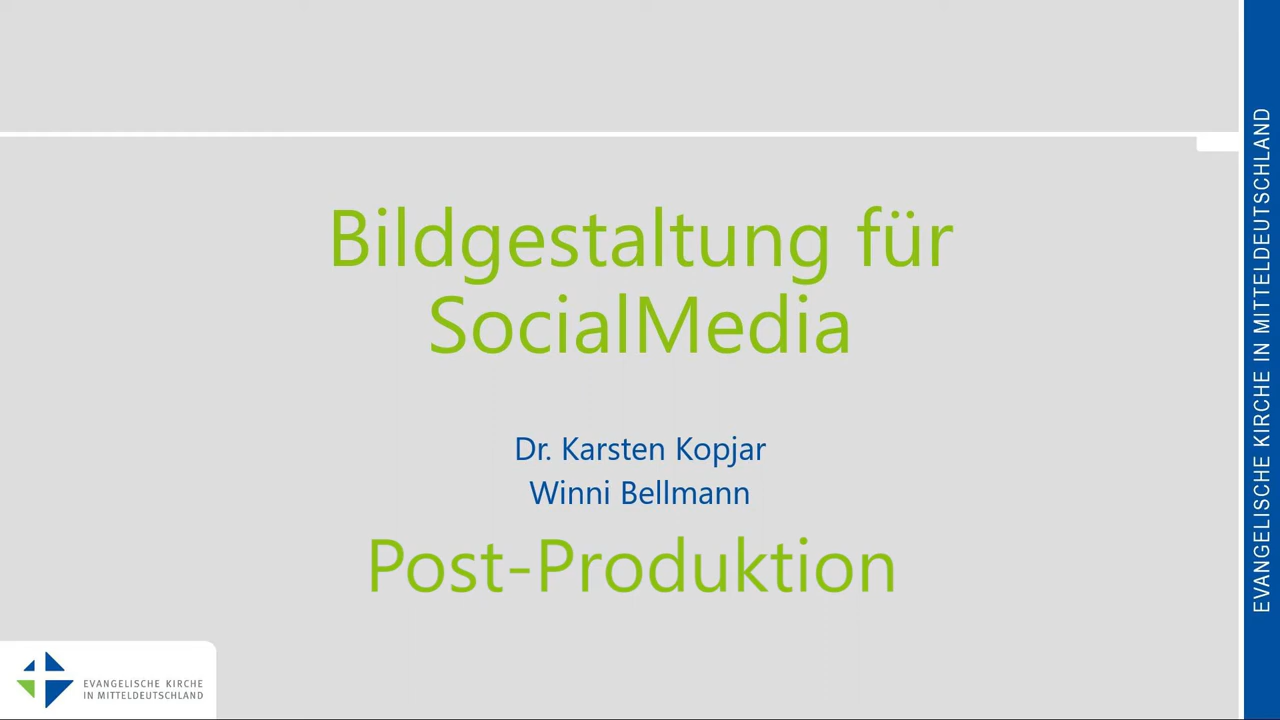 Bildgestaltung für
SocialMedia
Dr. Karsten Kopjar
Winni Bellmann
Post-Produktion
EVANGELISCHE KIRCHE
IN MITTELDEUTSCHLAND
EVANGELISCHE KIRCHE IN MITTELDEUTSCHLAND